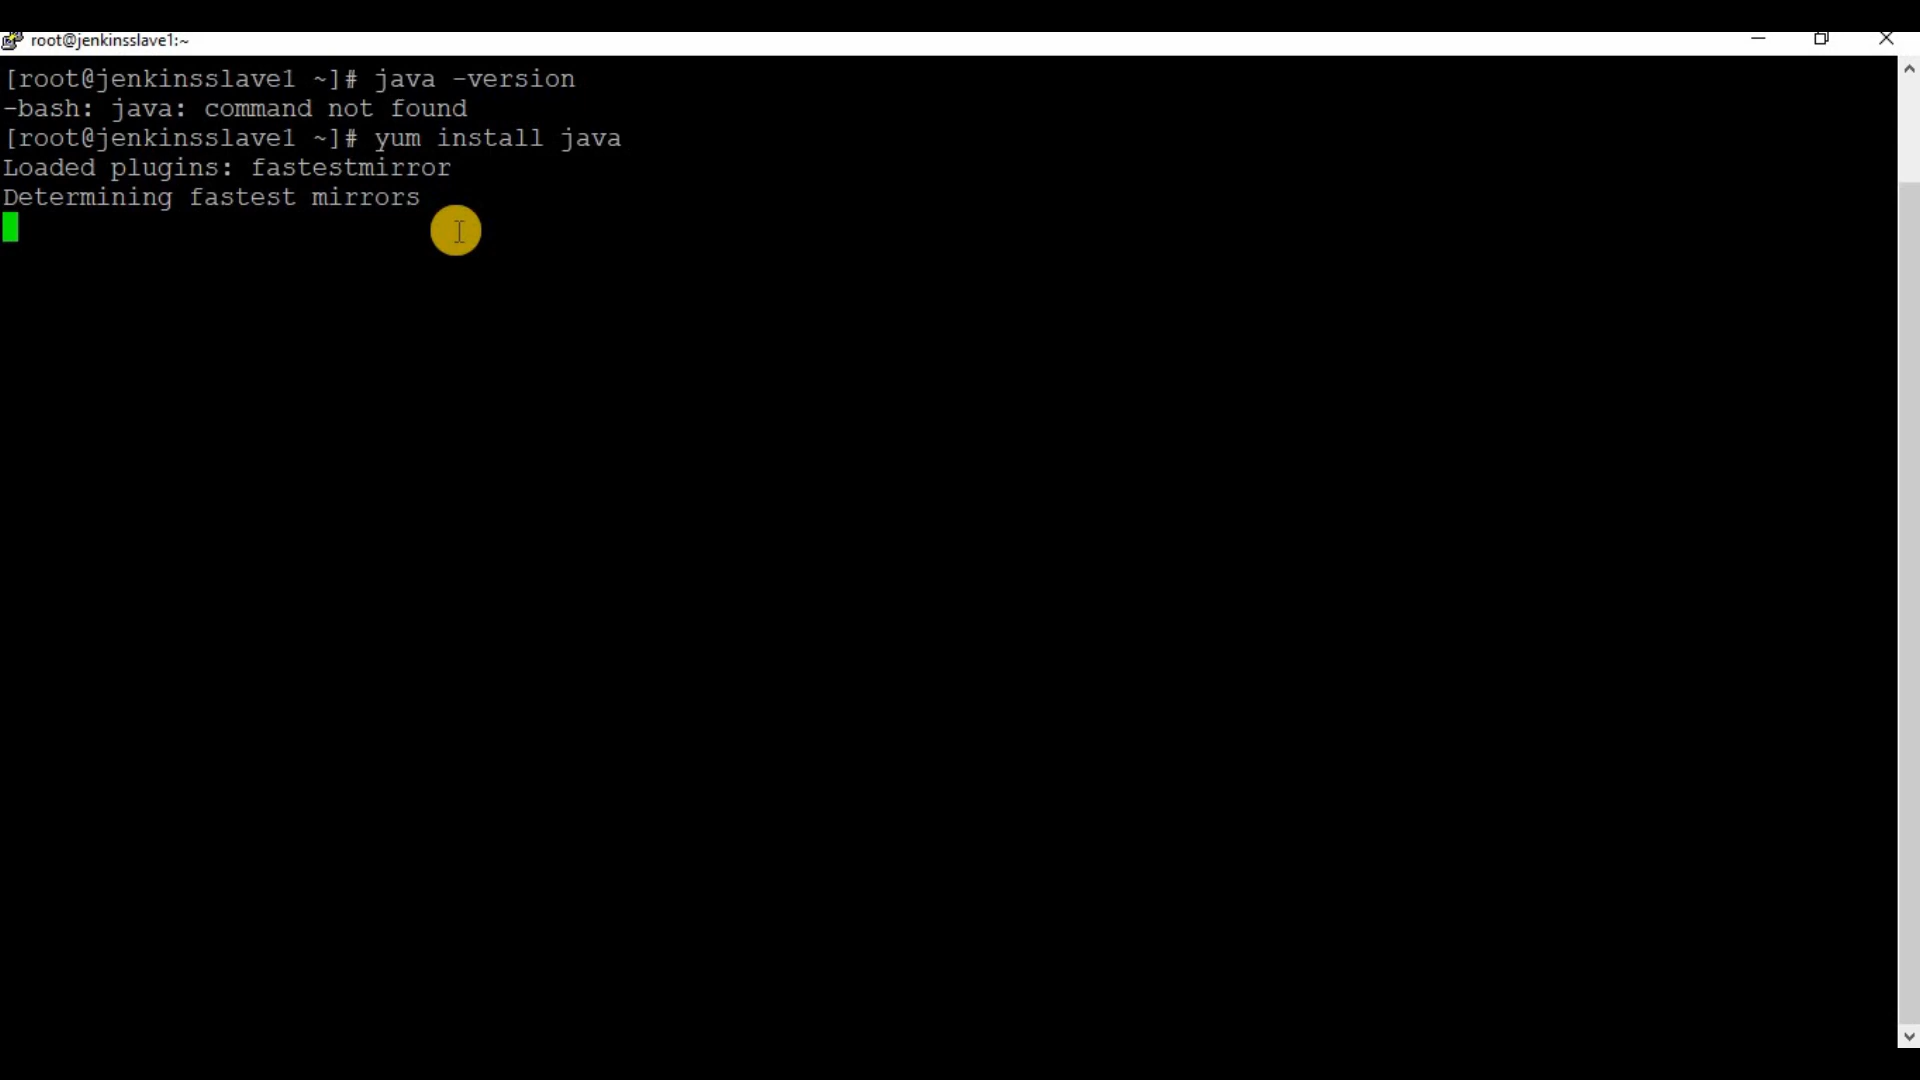 root@jenkinsslave1:~
[root@jenkinsslave1 ~]# java -version
-bash: java: command not found
[root@jenkinsslave1 ~]# yum install java
Loaded plugins: fastestmirror
Determining fastest mirrors